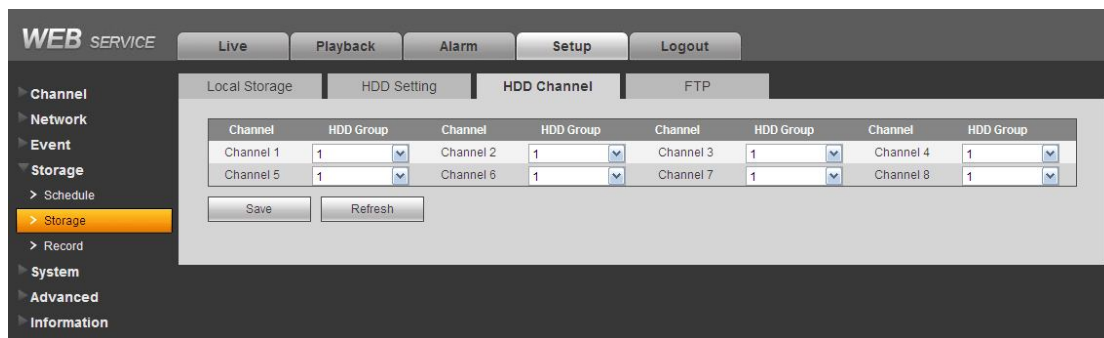 WEB SERVICE
Live Playback Alarm Setup Logout
Local Storage HDD Setting HDD Channel FTP
Channel
Network
Event
Storage
> Schedule
> Storage
> Record
System
Advanced
Information
Channel HDD Group Channel HDD Group Channel HDD Group Channel HDD Group
Channel 1 1 Channel 2 1 Channel 3 1 Channel 4 1
Channel 5 1 Channel 6 1 Channel 7 1 Channel 8 1
Save Refresh